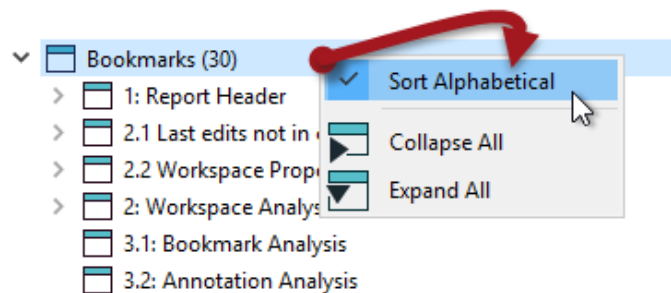 Bookmarks (30)
1: Report Header
2.1 Last edits not in
2.2 Workspace Prop
2: Workspace Analys
3.1: Bookmark Analysis
3.2: Annotation Analysis
Sort Alphabetical
Collapse All
Expand All